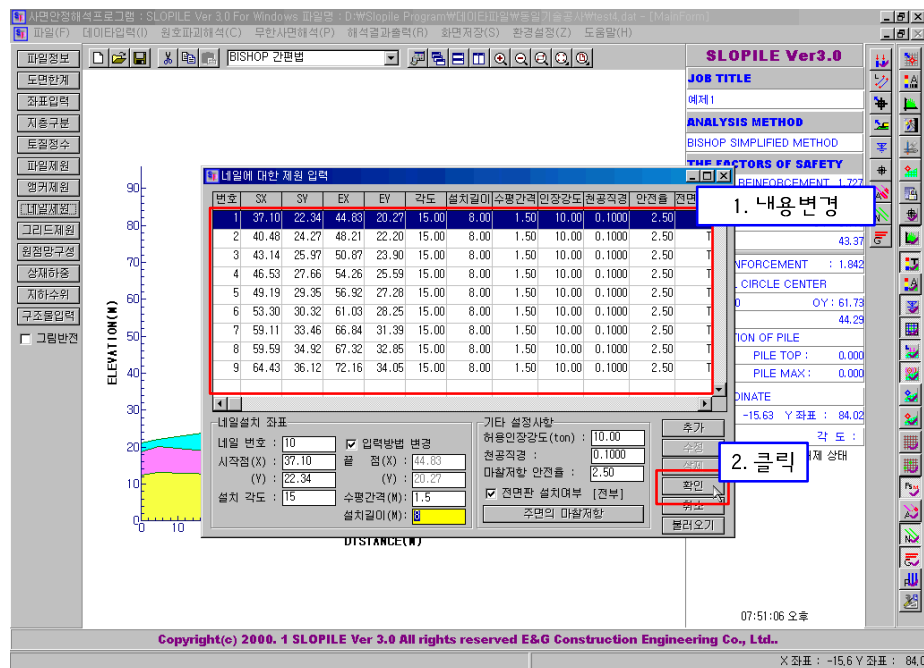 사면안정해석프로그램 : SLOPILE Ver 3.0 For Windows 파일명 : D:₩Slopile Program₩데이타파일₩동일기술공사₩test4.dat - [MainForm]
파일(F) 데이타입력(I) 원호파괴해석(C) 무한사면해석(P) 해석결과출력(R) 화면저장(S) 환경설정(Z) 도움말(H)
BISHOP 간편법
파일정보
도면한계
좌표입력
지층구분
토질정수
파일제원
앵커제원
네일제원
그리드제원
원점망구성
상재하중
지하수위
구조물입력
그림반전
ELEVATION(M)
90
80
70
60
50
40
30
20
10
0
0 10
DISTANCE(M)
네일에 대한 제원 입력
번호 SX SY EX EY 각도 설치길이 수평간격 인장강도 천공직경 안전율 전면
1 37.10 22.34 44.83 20.27 15.00 8.00 1.50 10.00 0.1000 2.50
2 40.48 24.27 48.21 22.20 15.00 8.00 1.50 10.00 0.1000 2.50 T
3 43.14 25.97 50.87 23.90 15.00 8.00 1.50 10.00 0.1000 2.50 T
4 46.53 27.66 54.26 25.59 15.00 8.00 1.50 10.00 0.1000 2.50 T
5 49.19 29.35 56.92 27.28 15.00 8.00 1.50 10.00 0.1000 2.50 T
6 53.30 30.32 61.03 28.25 15.00 8.00 1.50 10.00 0.1000 2.50 T
7 59.11 33.46 66.84 31.39 15.00 8.00 1.50 10.00 0.1000 2.50 T
8 59.59 34.92 67.32 32.85 15.00 8.00 1.50 10.00 0.1000 2.50 T
9 64.43 36.12 72.16 34.05 15.00 8.00 1.50 10.00 0.1000 2.50 T
네일설치 좌표
네일 번호 : 10 입력방법 변경
시작점(X) : 37.10 끝 점(X) : 44.83
(Y) : 22.34 (Y) : 20.27
설치 각도 : 15 수평간격(M): 1.5
설치길이(M): 8
기타 설정사항
허용인장강도(ton) : 10.00
천공직경 : 0.1000
마찰저항 안전율 : 2.50
전면판 설치여부 [전부]
주면의 마찰저항
추가
수정
삭제
확인
취소
불러오기
1. 내용변경
2. 클릭
SLOPILE Ver3.0
JOB TITLE
예제1
ANALYSIS METHOD
BISHOP SIMPLIFIED METHOD
THE FACTORS OF SAFETY
REINFORCEMENT 1.727
43.37
NFORCEMENT : 1.842
CIRCLE CENTER
OY : 61.73
44.29
ION OF PILE
PILE TOP : 0.000
PILE MAX : 0.000
DINATE
-15.63 Y 좌표 : 84.02
각 도 :
제 상태
07:51:06 오후
Copyright(c) 2000. 1 SLOPILE Ver 3.0 All rights reserved E&G Construction Engineering Co., Ltd..
X 좌표 : -15.6 Y 좌표 : 84.0